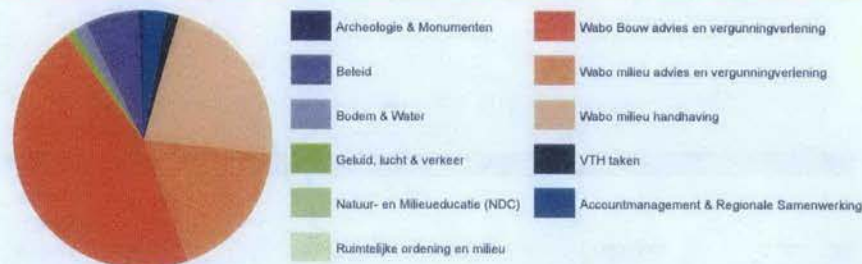 Archeologie & Monumenten
Beleid
Bodem & Water
Geluid, lucht & verkeer
Natuur- en Milieueducatie (NDC)
Ruimtelijke ordening en milieu
Wabo Bouw advies en vergunningverlening
Wabo milieu advies en vergunningverlening
Wabo milieu handhaving
VTH taken
Accountmanagement & Regionale Samenwerking